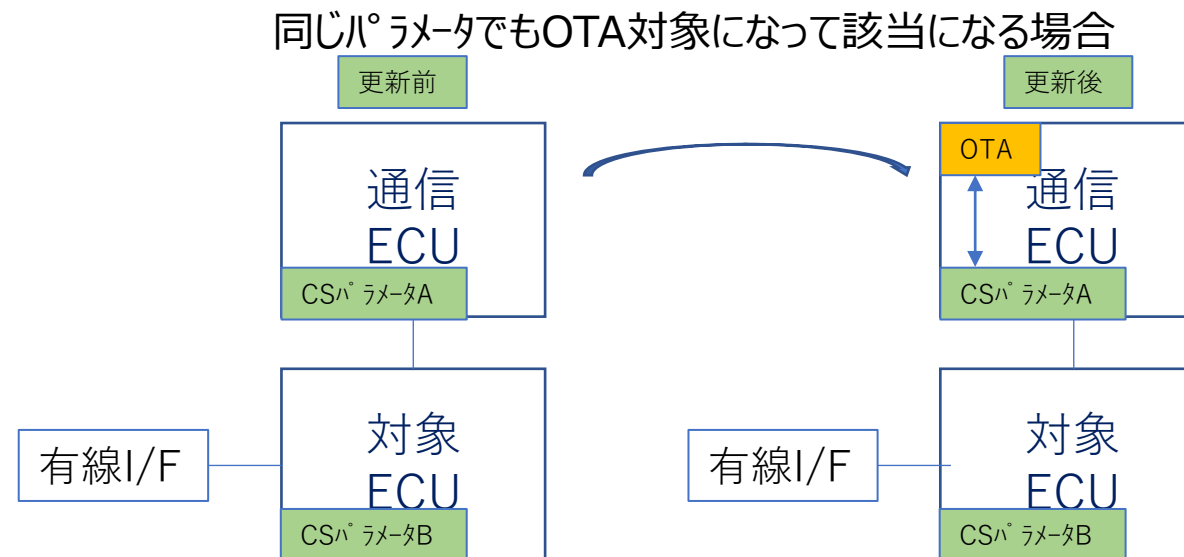 同じﾊﾟﾗﾒｰﾀでもOTA対象になって該当になる場合
更新前
更新後
通信
ECU
CSﾊﾟﾗﾒｰﾀA
対象
ECU
CSﾊﾟﾗﾒｰﾀB
有線I/F
OTA
通信
ECU
CSﾊﾟﾗﾒｰﾀA
有線I/F
対象
ECU
CSﾊﾟﾗﾒｰﾀB